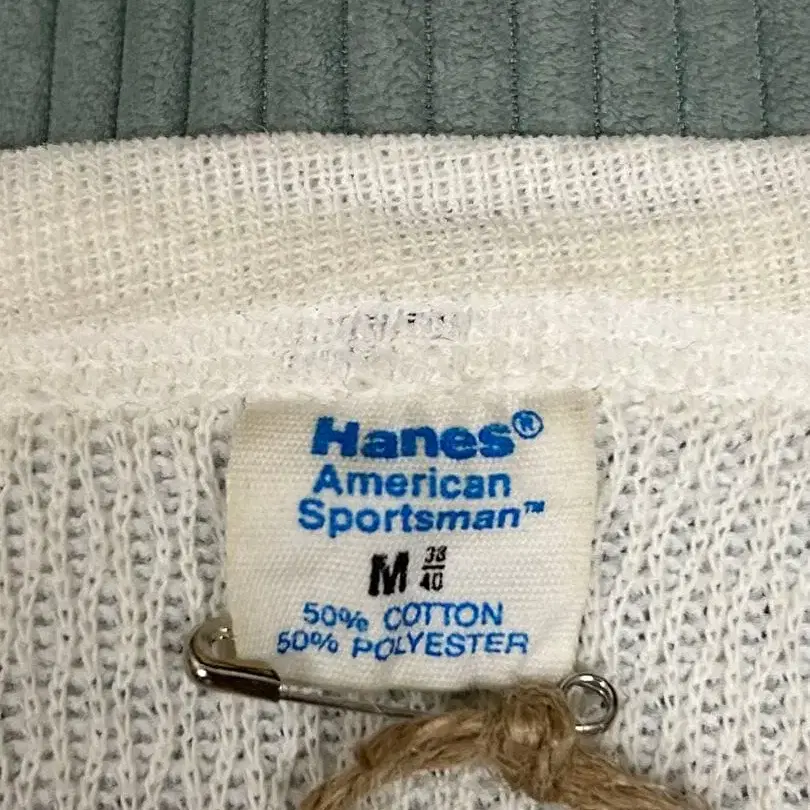 Hanes®
American
Sportsman™
M 38/40
50% COTTON
50% POLYESTER